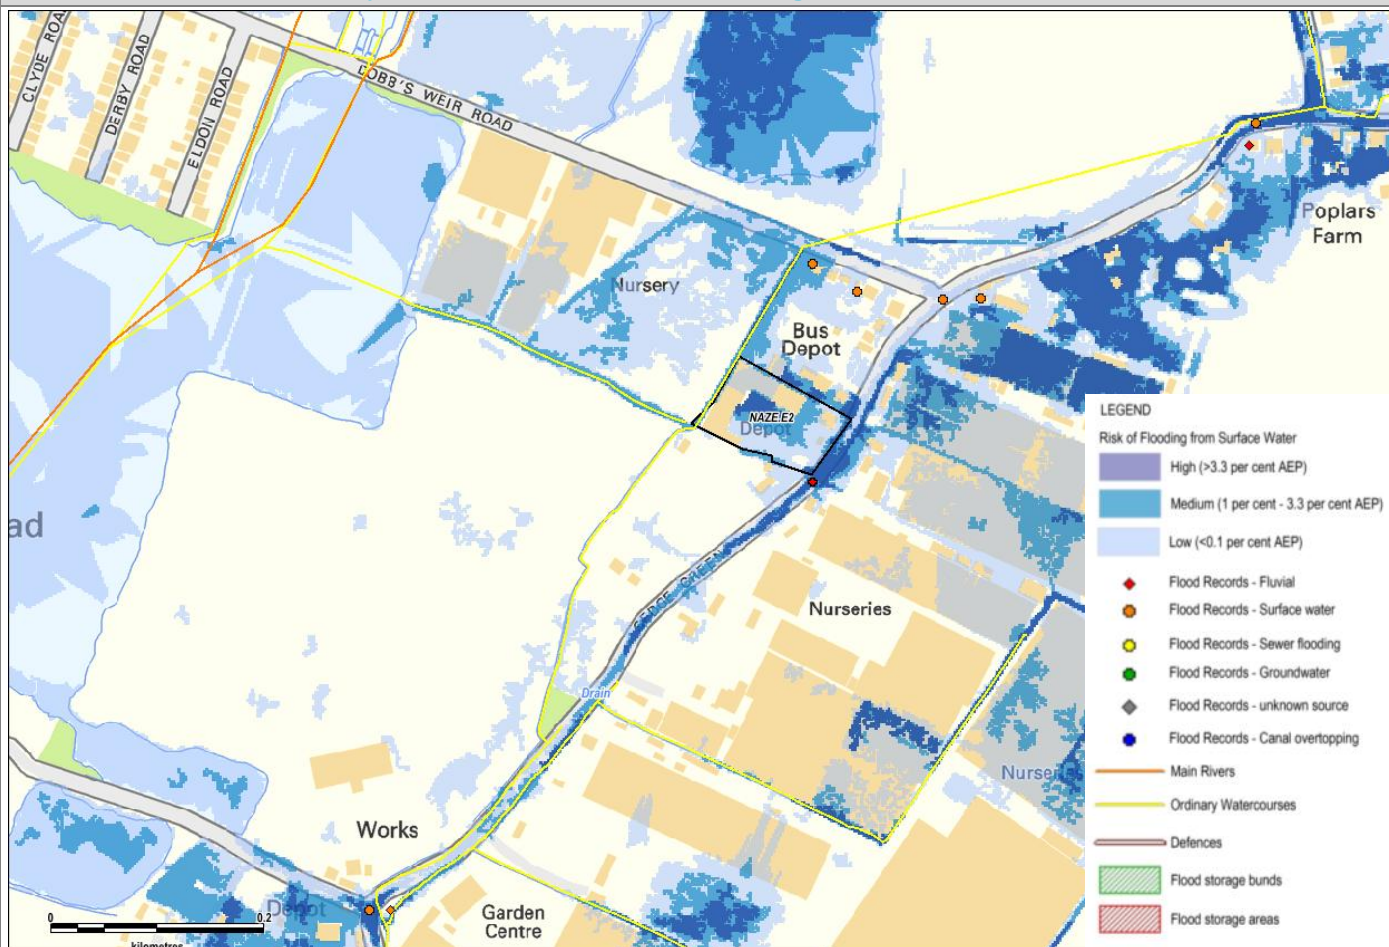 CLYDE ROAD
DERBY ROAD
ELDON ROAD
DOBB'S WEIR ROAD
Nursery
Bus
Depot
NAZE.E2
Depot
Poplars
Farm
ad
SEDGE GREEN
Nurseries
Drain
Nurseries
Works
Depot
Garden
Centre
0
0.2
kilometres
LEGEND
Risk of Flooding from Surface Water
High (>3.3 per cent AEP)
Medium (1 per cent - 3.3 per cent AEP)
Low (<0.1 per cent AEP)
Flood Records - Fluvial
Flood Records - Surface water
Flood Records - Sewer flooding
Flood Records - Groundwater
Flood Records - unknown source
Flood Records - Canal overtopping
Main Rivers
Ordinary Watercourses
Defences
Flood storage bunds
Flood storage areas